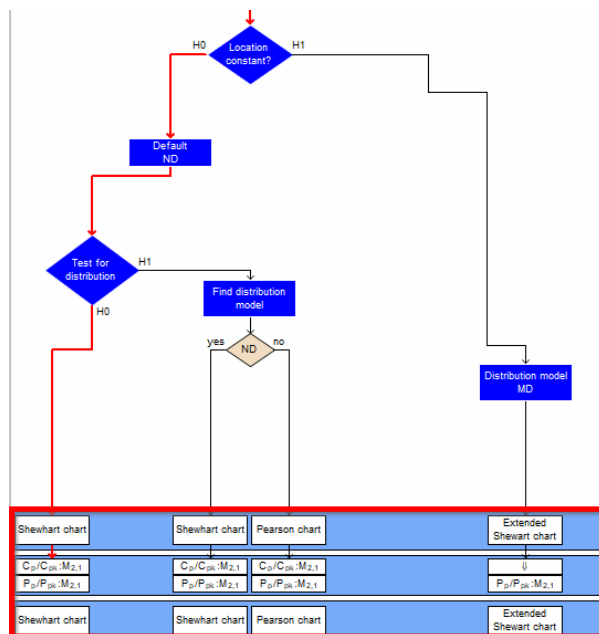 H0
Location
constant?
H1
Default
ND
Test for
distribution
H1
H0
Find distribution
model
yes
ND
no
Distribution model
MD
Shewhart chart
Shewhart chart
Pearson chart
Extended
Shewart chart
Cp/Cpk:M2,1
Cp/Cpk:M2,1
Cp/Cpk:M2,1
⇓
Pp/Ppk:M2,1
Pp/Ppk:M2,1
Pp/Ppk:M2,1
Pp/Ppk:M2,1
Shewhart chart
Shewhart chart
Pearson chart
Extended
Shewart chart